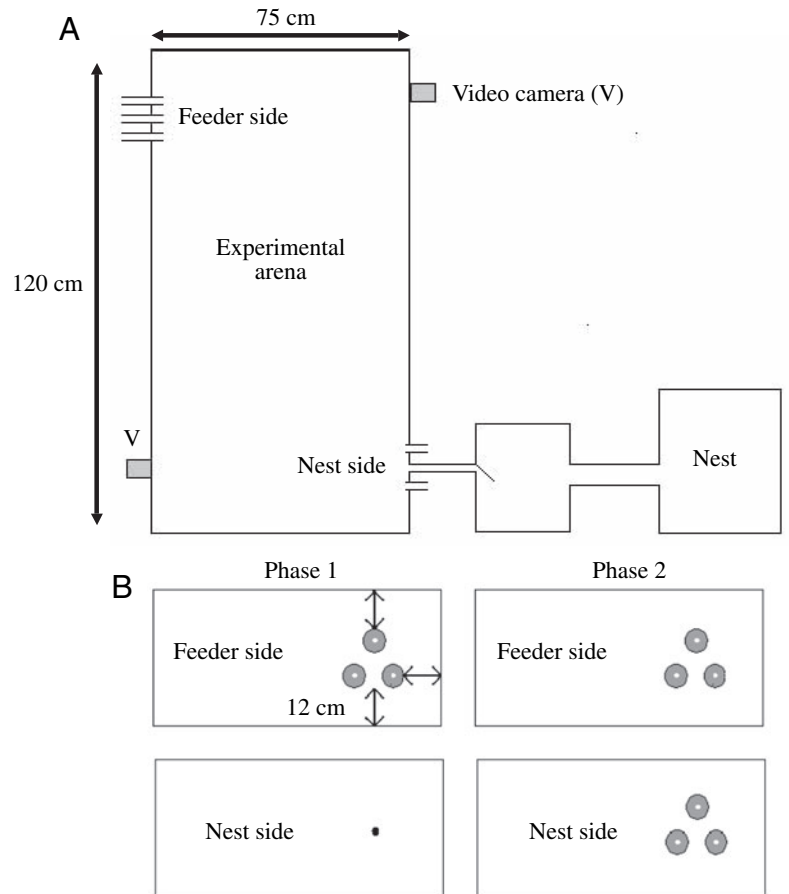 A
75 cm
Video camera (V)
Feeder side
Experimental
arena
120 cm
V
Nest side
Nest
B
Phase 1
Phase 2
Feeder side
Feeder side
12 cm
Nest side
Nest side